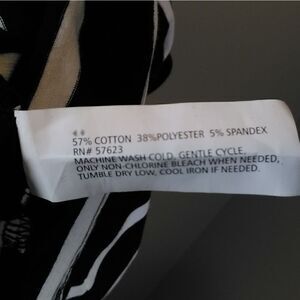 57% COTTON 38%POLYESTER 5% SPANDEX
RN# 57623
MACHINE WASH COLD, GENTLE CYCLE,
ONLY NON-CHLORINE BLEACH WHEN NEEDED,
TUMBLE DRY LOW, COOL IRON IF NEEDED.